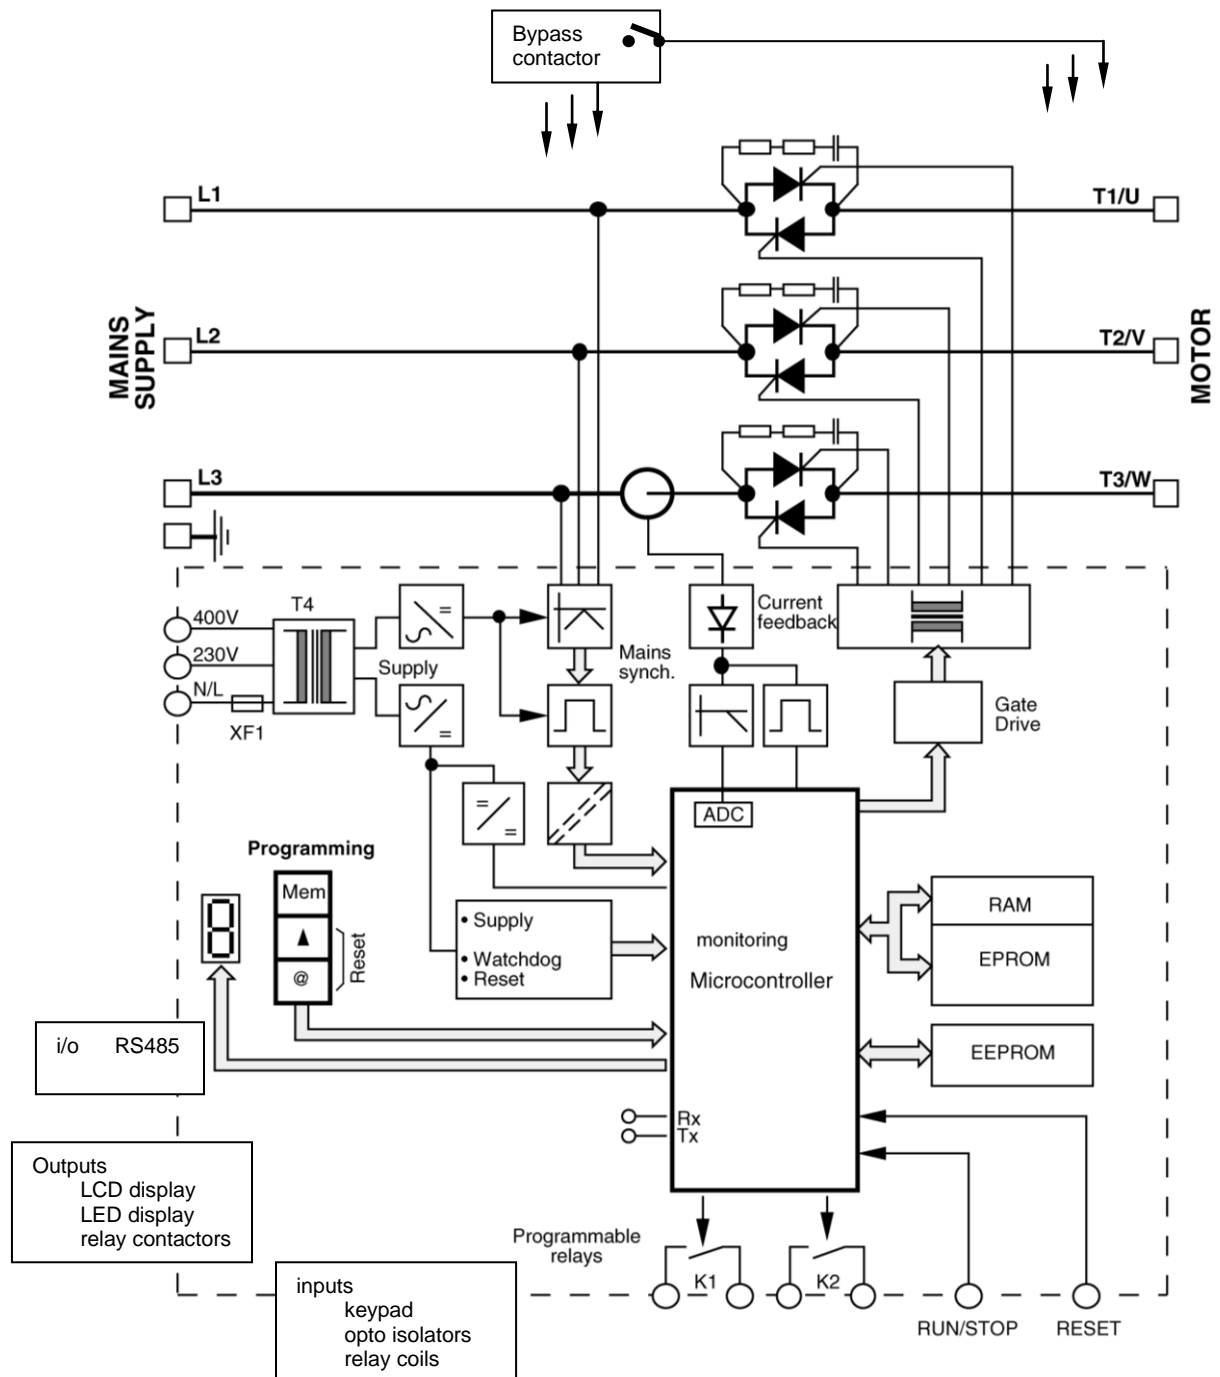 Bypass
contactor
L1
T1/U
MAINS
SUPPLY
L2
T2/V
MOTOR
L3
T3/W
400V
T4
230V
Supply
N/L
XF1
Mains
synch.
Current
feedback
Gate
Drive
ADC
Programming
Mem
▲
@
Reset
8
• Supply
• Watchdog
• Reset
monitoring
Microcontroller
RAM
EPROM
EEPROM
i/o RS485
Rx
Tx
Outputs
LCD display
LED display
relay contactors
Programmable
relays
K1
K2
RUN/STOP
RESET
inputs
keypad
opto isolators
relay coils